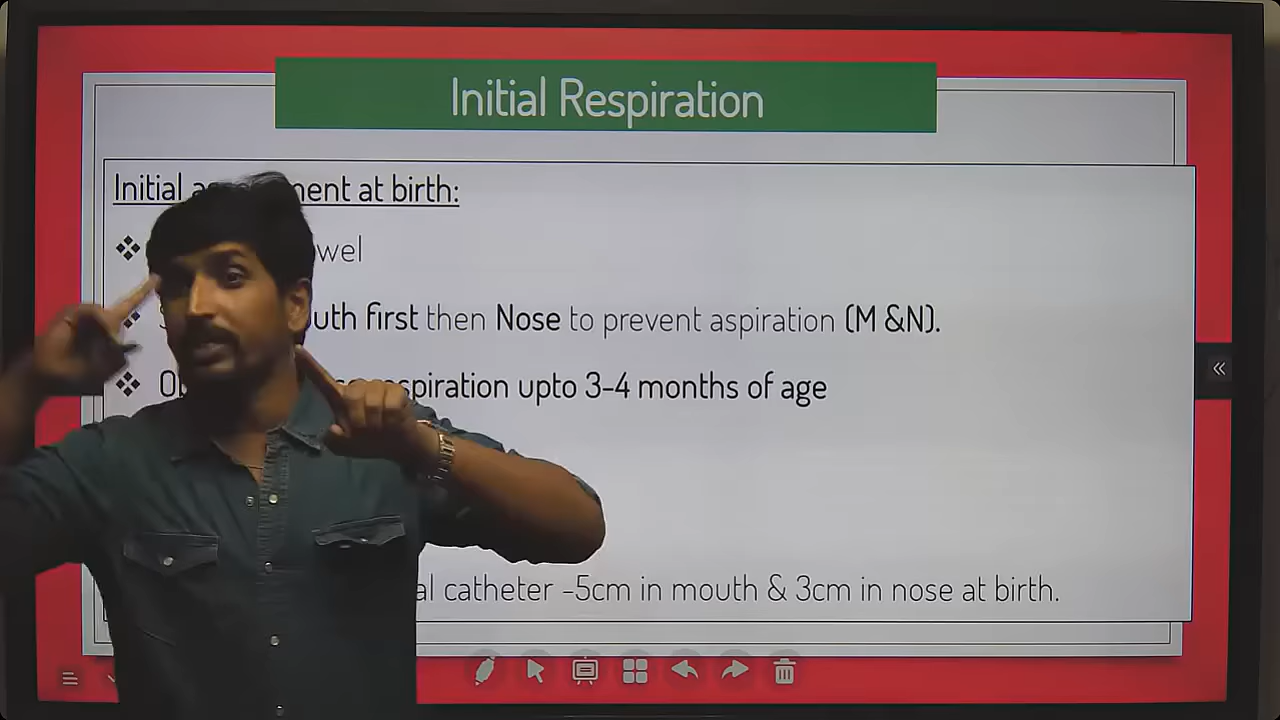 Initial Respiration
Initial ment at birth:
wel
uth first then Nose to prevent aspiration (M &N).
spiration upto 3-4 months of age
al catheter -5cm in mouth & 3cm in nose at birth.